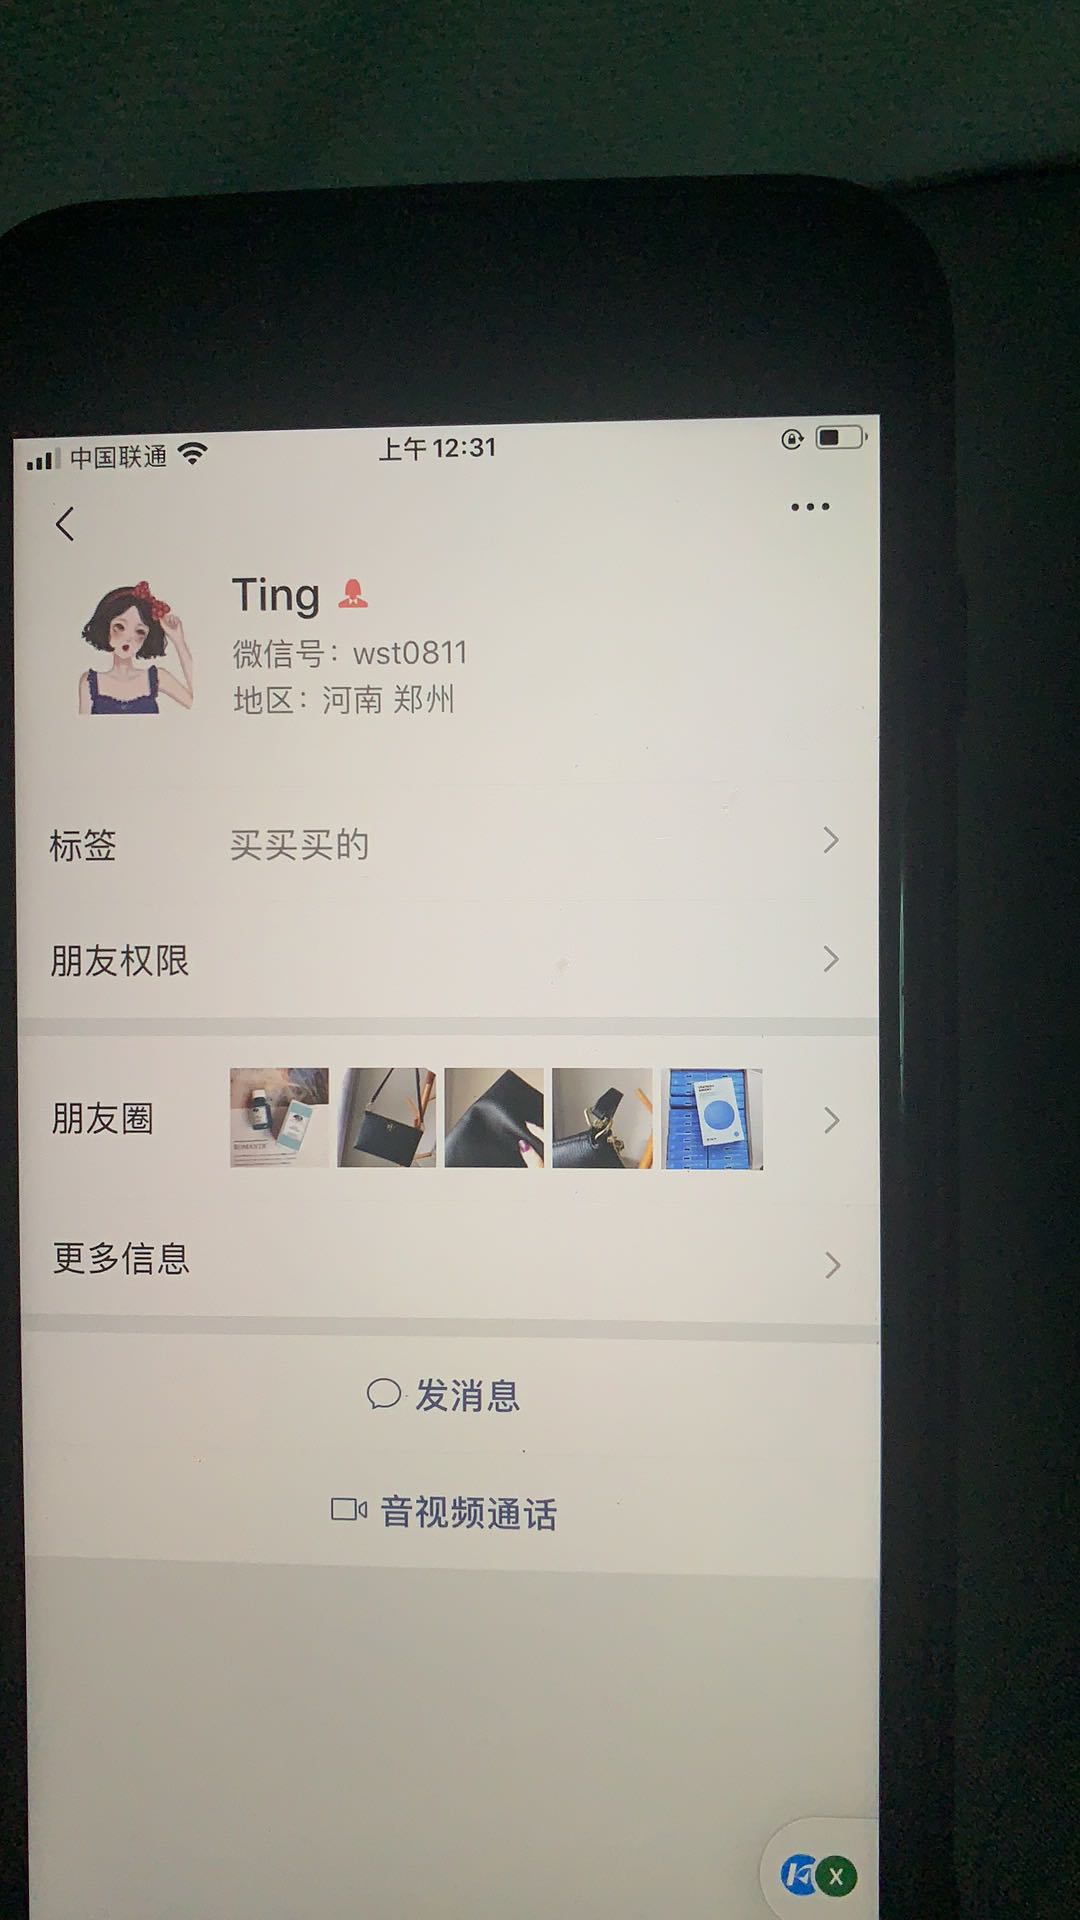 中国联通
上午12:31
Ting
微信号：wst0811
地区：河南 郑州
标签
买买买的
朋友权限
朋友圈
ROMANTIC
更多信息
发消息
音视频通话
X